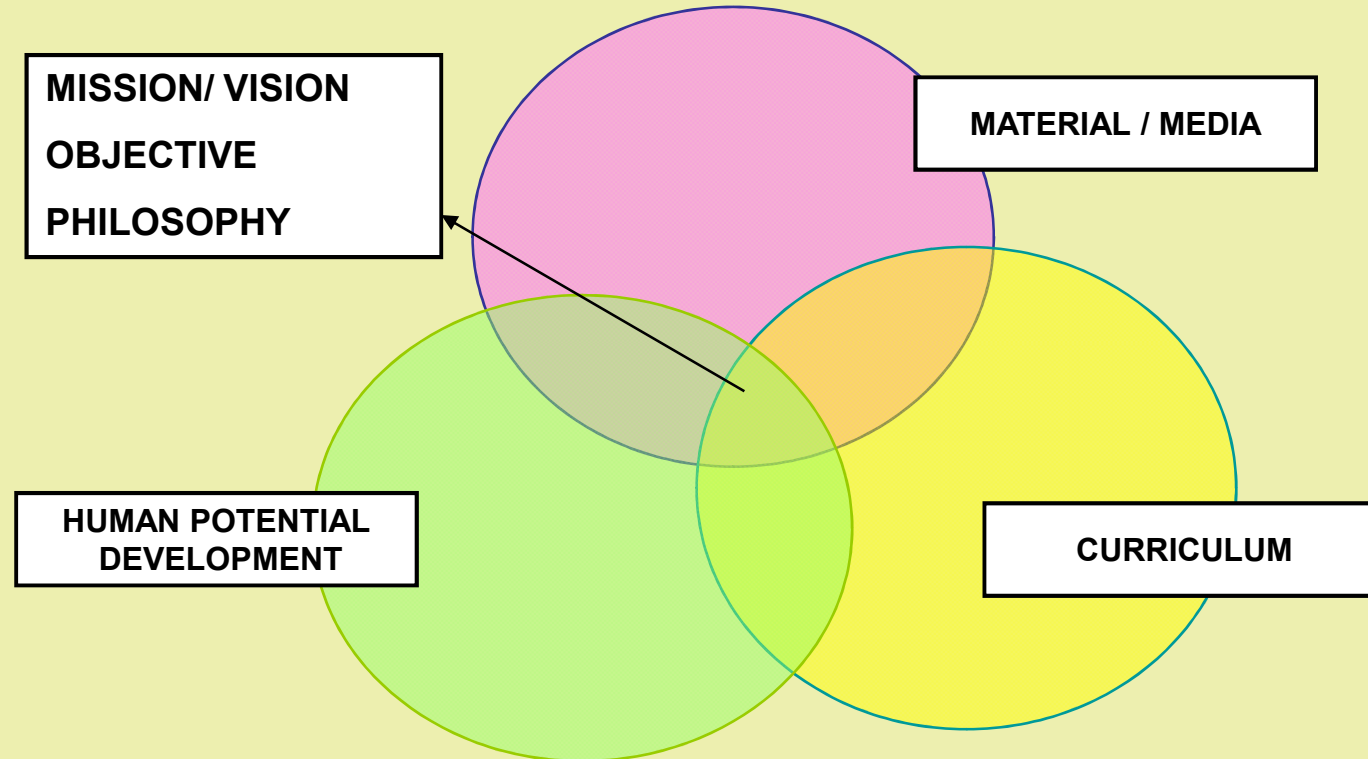 MISSION/ VISION
OBJECTIVE
PHILOSOPHY
MATERIAL / MEDIA
HUMAN POTENTIAL
DEVELOPMENT
CURRICULUM